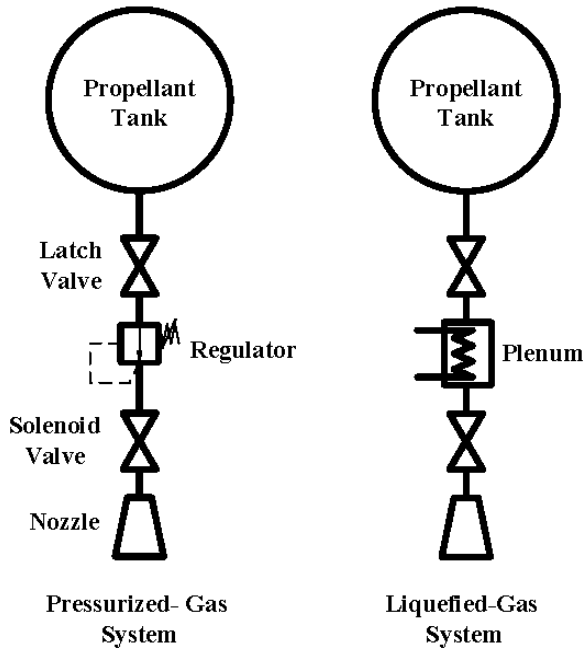 Propellant
Tank
Propellant
Tank
Latch
Valve
Regulator
Plenum
Solenoid
Valve
Nozzle
Pressurized- Gas
System
Liquefied-Gas
System